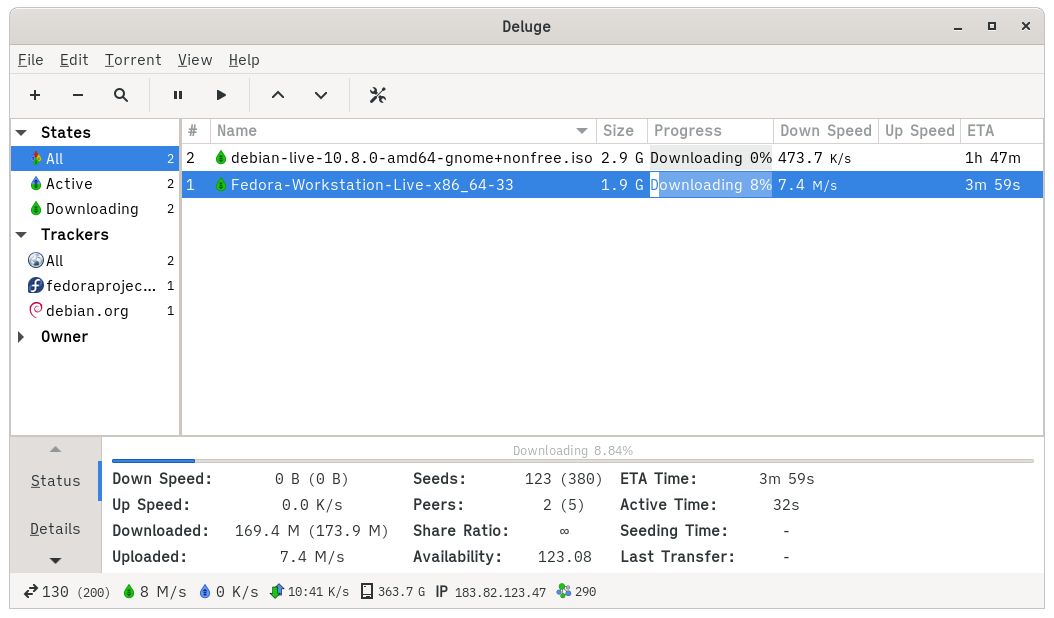 Deluge
File Edit Torrent View Help
States
All 2
Active 2
Downloading 2
Trackers
All 2
fedoraprojec... 1
debian.org 1
Owner
# Name Size Progress Down Speed Up Speed ETA
2 debian-live-10.8.0-amd64-gnome+nonfree.iso 2.9 G Downloading 0% 473.7 K/s 1h 47m
1 Fedora-Workstation-Live-x86_64-33 1.9 G Downloading 8% 7.4 M/s 3m 59s
Status
Details
Downloading 8.84%
Down Speed: 0 B (0 B) Seeds: 123 (380) ETA Time: 3m 59s
Up Speed: 0.0 K/s Peers: 2 (5) Active Time: 32s
Downloaded: 169.4 M (173.9 M) Share Ratio: ∞ Seeding Time: -
Uploaded: 7.4 M/s Availability: 123.08 Last Transfer: -
130 (200) 8 M/s 0 K/s 10:41 K/s 363.7 G IP 183.82.123.47 290